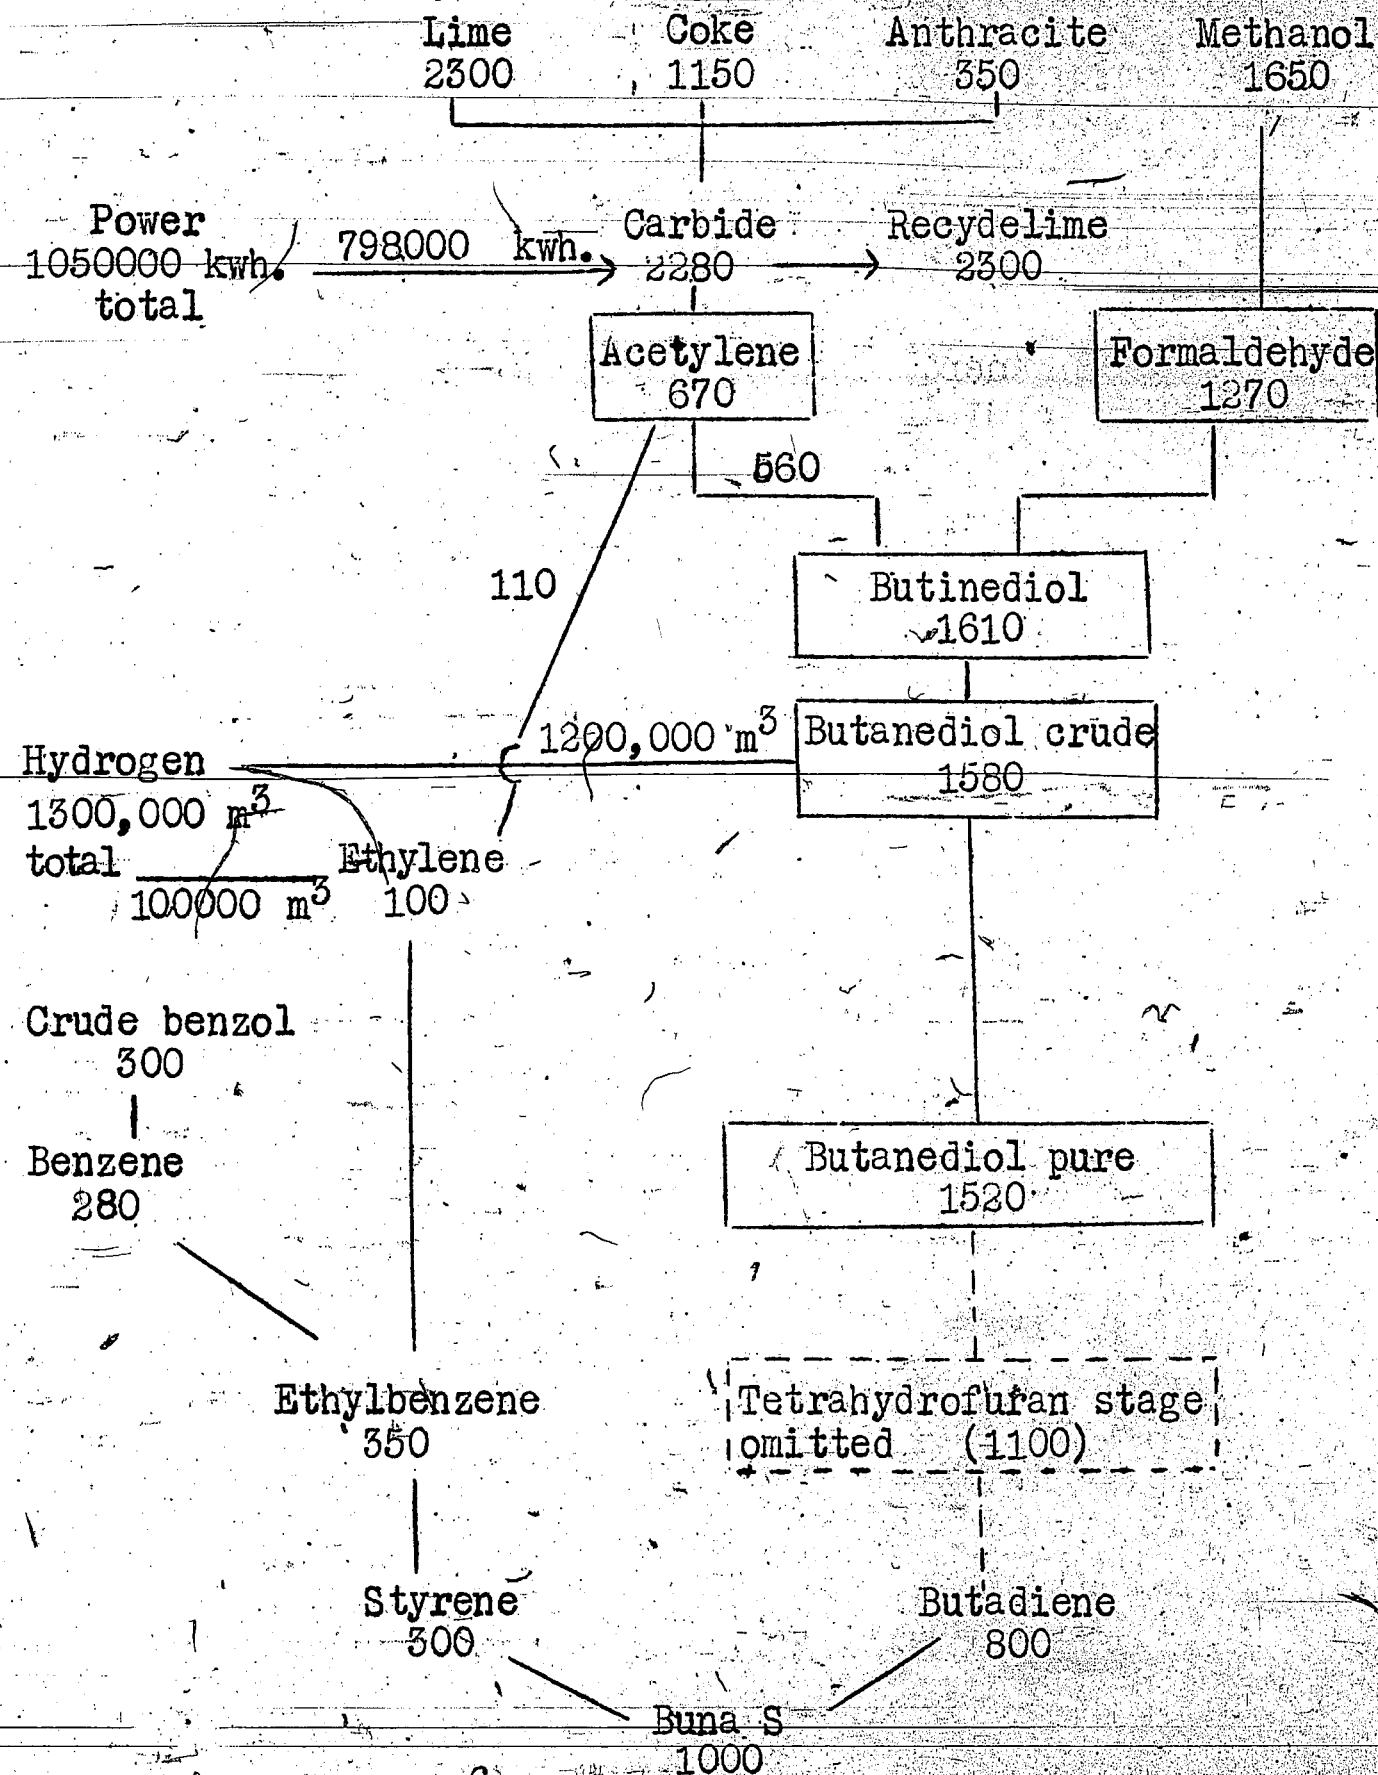 Lime Coke Anthracite Methanol
2300 1150 350 1650
Power
1050000 kwh.
total
798000 kwh.
Carbide
2280
Recydelime
2300
Acetylene
670
Formaldehyde
1270
560
110
Butinediol
1610
1200,000 m³
Butanediol crude
1580
Hydrogen
1300,000 m³
total
100000 m³
Ethylene
100
Crude benzol
300
Benzene
280
Butanediol pure
1520
Ethylbenzene
350
Tetrahydrofuran stage
omitted (1100)
Styrene
300
Butadiene
800
Buna S
1000